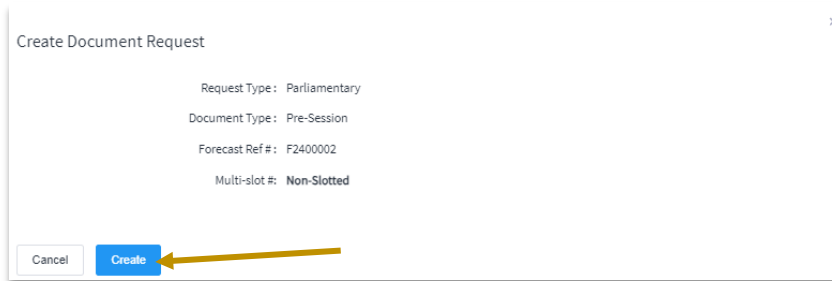 Create Document Request
Request Type : Parliamentary
Document Type : Pre-Session
Forecast Ref # : F2400002
Multi-slot #: Non-Slotted
Cancel Create